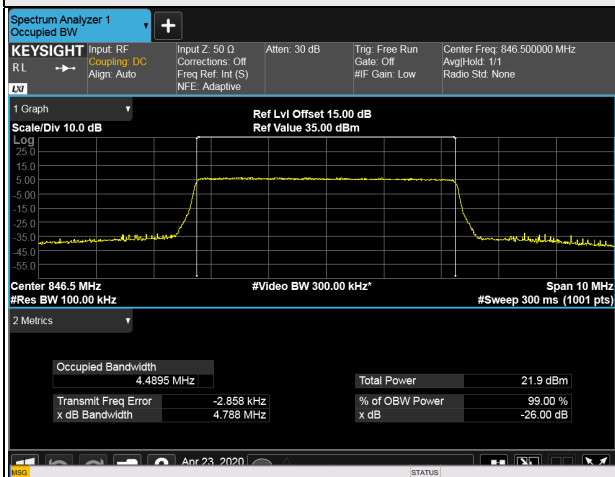 Spectrum Analyzer 1
Occupied BW
+
KEYSIGHT Input: RF Input Z: 50 Ω Atten: 30 dB Trig: Free Run Center Freq: 846.500000 MHz
RL Coupling: DC Corrections: Off Gate: Off Avg|Hold: 1/1
Align: Auto Freq Ref: Int (S) #IF Gain: Low Radio Std: None
LXI NFE: Adaptive
1 Graph Ref Lvl Offset 15.00 dB
Scale/Div 10.0 dB Ref Value 35.00 dBm
Log
25.0
15.0
5.00
-5.00
-15.0
-25.0
-35.0
-45.0
-55.0
Center 846.5 MHz #Video BW 300.00 kHz* Span 10 MHz
#Res BW 100.00 kHz #Sweep 300 ms (1001 pts)
2 Metrics
Occupied Bandwidth
4.4895 MHz Total Power 21.9 dBm
Transmit Freq Error -2.858 kHz % of OBW Power 99.00 %
x dB Bandwidth 4.788 MHz x dB -26.00 dB
Apr 23, 2020
MSG STATUS